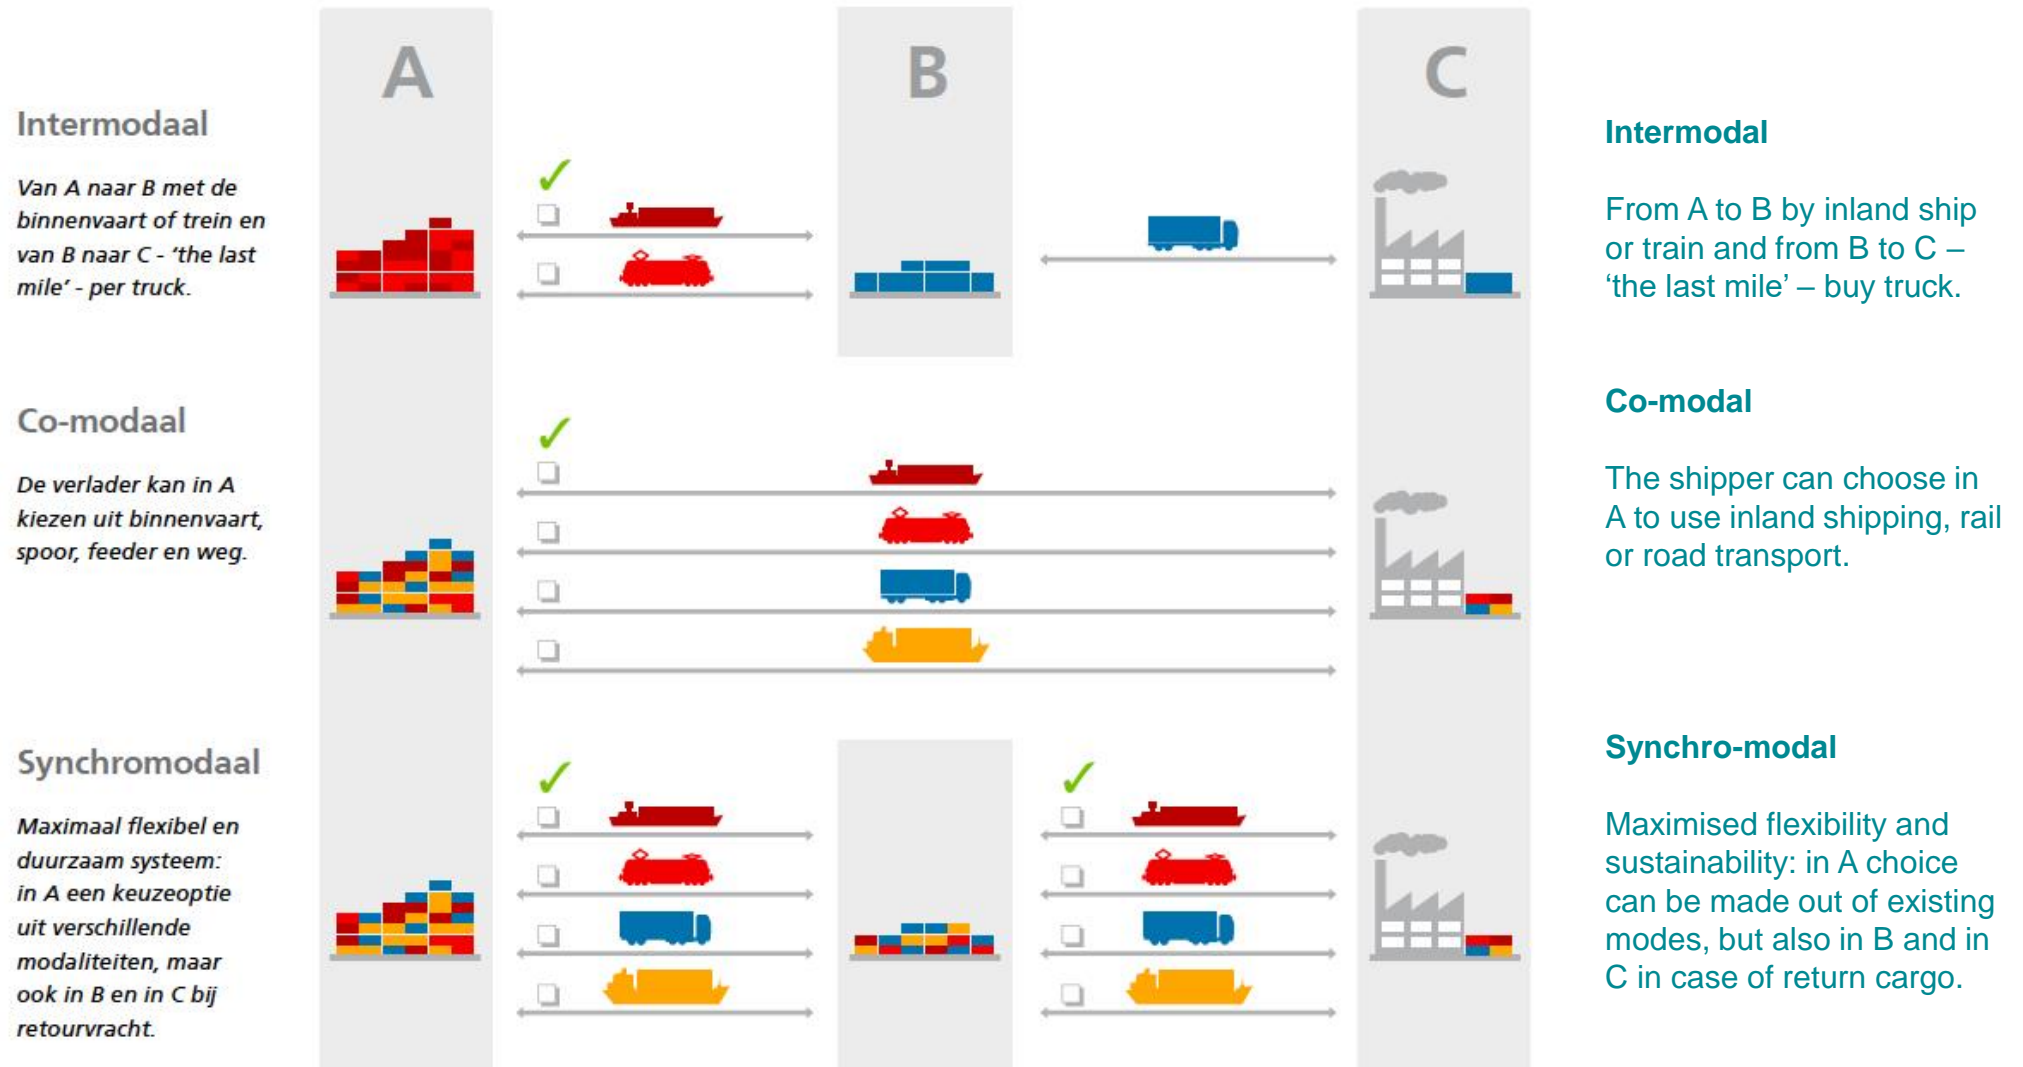 A
B
C
Intermodaal
Van A naar B met de
binnenvaart of trein en
van B naar C - ‘the last
mile’ - per truck.
Intermodal
From A to B by inland ship
or train and from B to C –
‘the last mile’ – buy truck.
Co-modaal
De verlader kan in A
kiezen uit binnenvaart,
spoor, feeder en weg.
Co-modal
The shipper can choose in
A to use inland shipping, rail
or road transport.
Synchromodaal
Maximaal flexibel en
duurzaam systeem:
in A een keuzeoptie
uit verschillende
modaliteiten, maar
ook in B en in C bij
retourvracht.
Synchro-modal
Maximised flexibility and
sustainability: in A choice
can be made out of existing
modes, but also in B and in
C in case of return cargo.